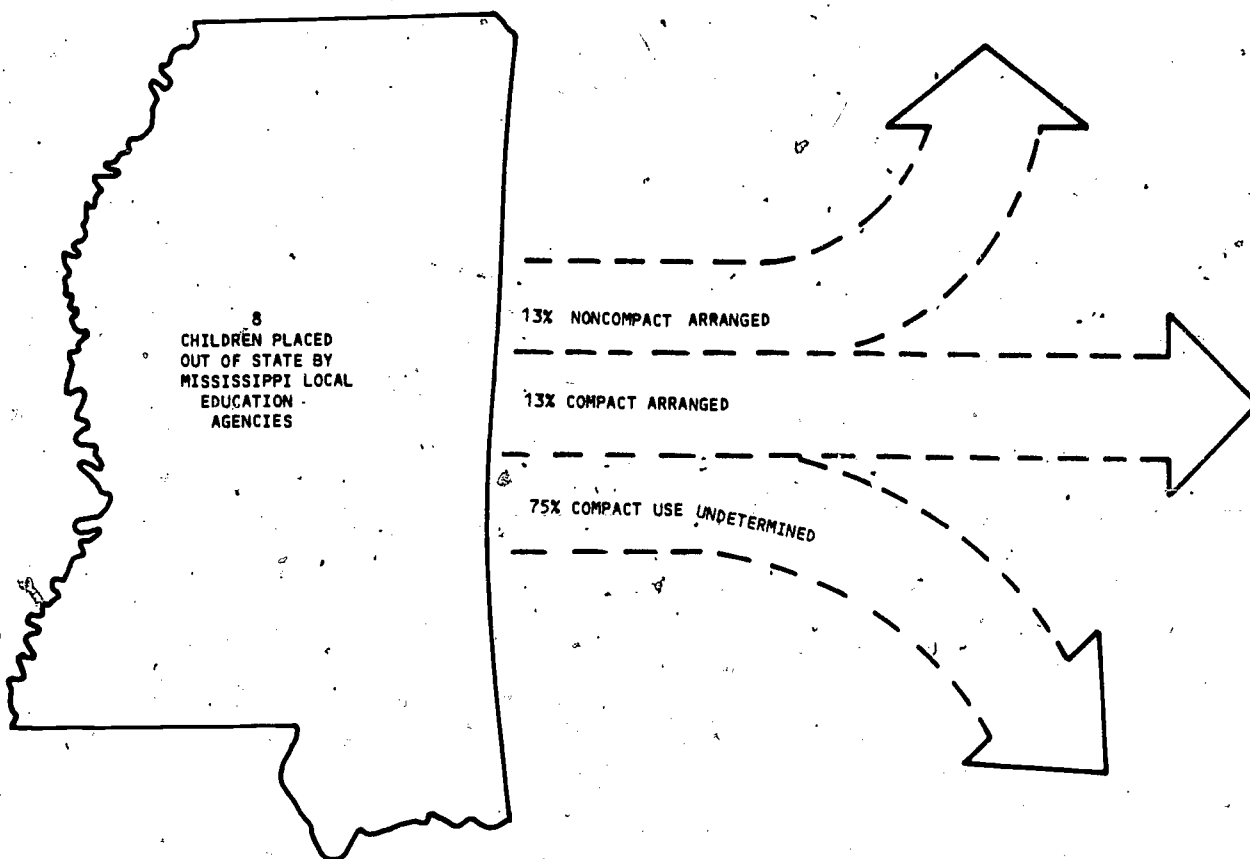 8
CHILDREN PLACED
OUT OF STATE BY
MISSISSIPPI LOCAL
EDUCATION
AGENCIES
13% NONCOMPACT ARRANGED
13% COMPACT ARRANGED
75% COMPACT USE UNDETERMINED